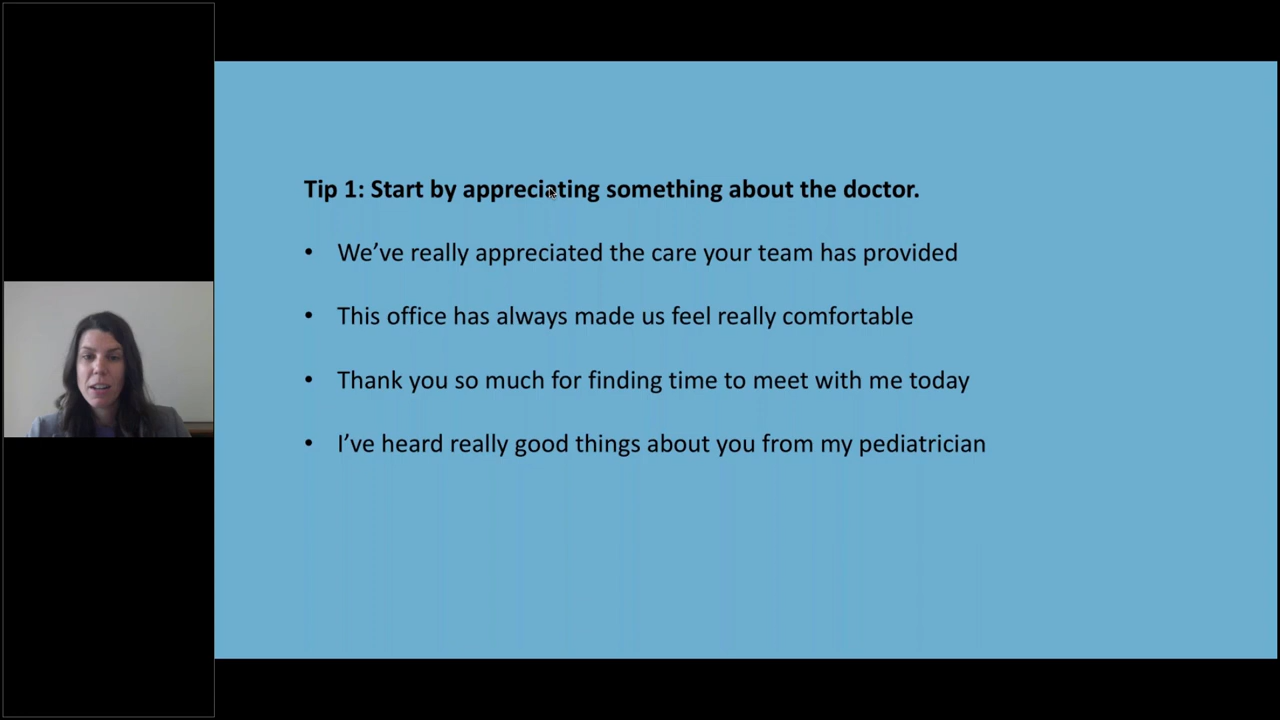 Tip 1: Start by appreciating something about the doctor.
• We’ve really appreciated the care your team has provided
• This office has always made us feel really comfortable
• Thank you so much for finding time to meet with me today
• I’ve heard really good things about you from my pediatrician